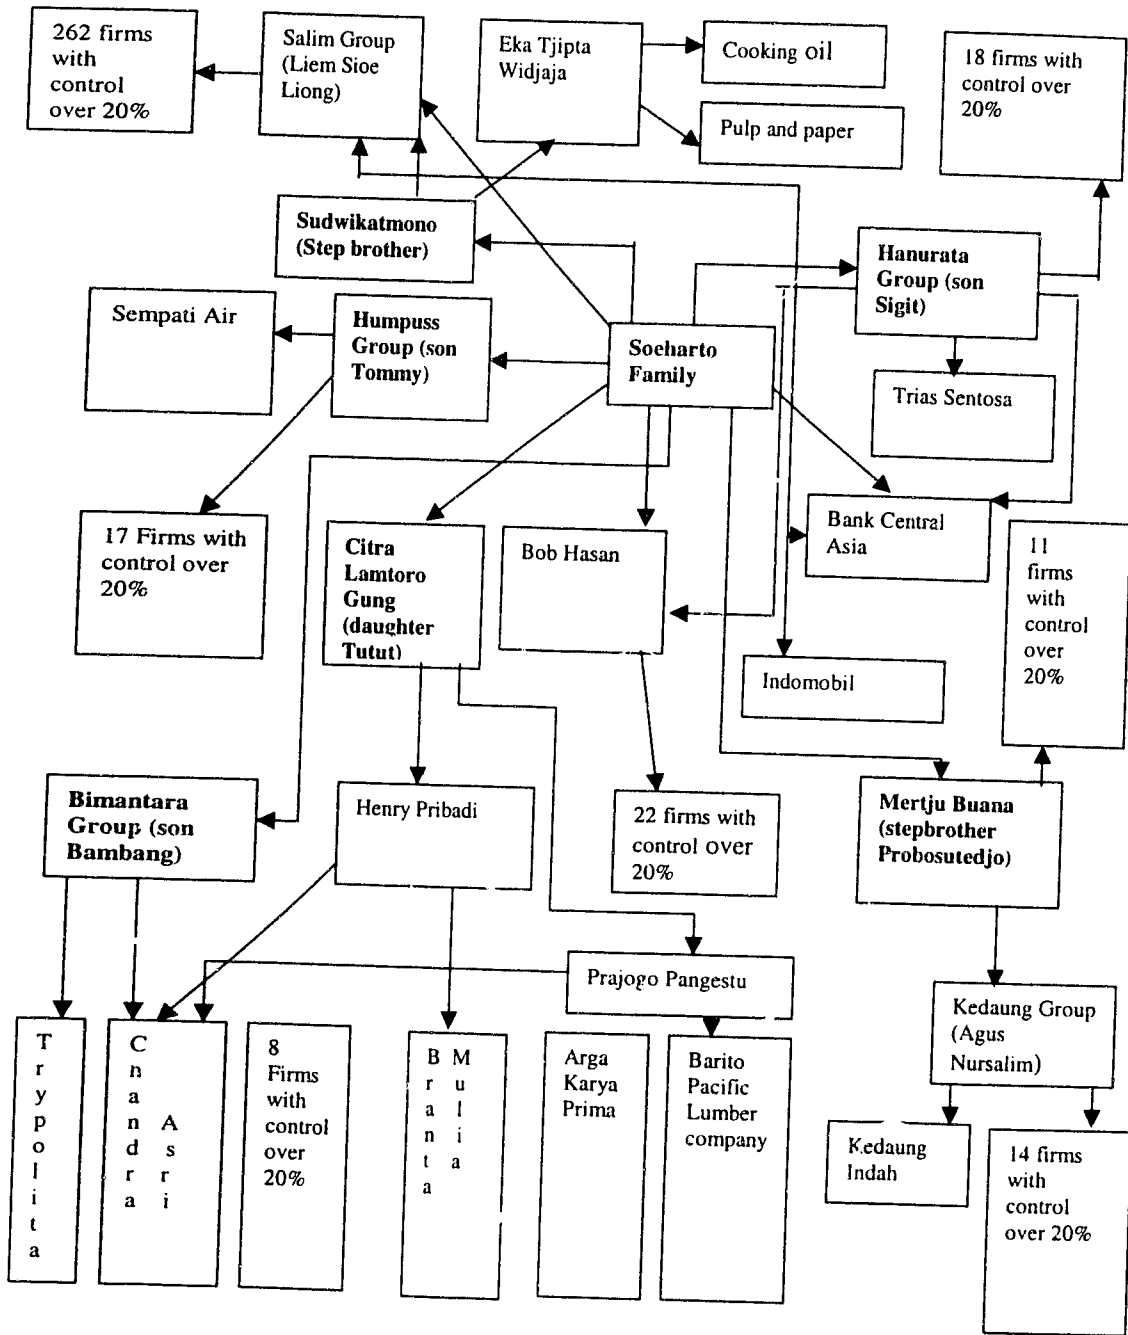 262 firms
with
control
over 20%
Salim Group
(Liem Sioe
Liong)
Eka Tjipta
Widjaja
Cooking oil
Pulp and paper
18 firms with
control over
20%
Sudwikatmono
(Step brother)
Hanurata
Group (son
Sigit)
Sempati Air
Humpuss
Group (son
Tommy)
Soeharto
Family
Trias Sentosa
17 Firms with
control over
20%
Citra
Lamtoro
Gung
(daughter
Tutut)
Bob Hasan
Bank Central
Asia
11
firms
with
control
over
20%
Indomobil
Bimantara
Group (son
Bambang)
Henry Pribadi
22 firms with
control over
20%
Mertju Buana
(stepbrother
Probosutedjo)
Prajogo Pangestu
Kedaung Group
(Agus
Nursalim)
Trypolita
Chandra
Asri
8
Firms
with
control
over
20%
Branta
Mulia
Arga
Karya
Prima
Barito
Pacific
Lumber
company
Kedaung
Indah
14 firms
with
control
over 20%